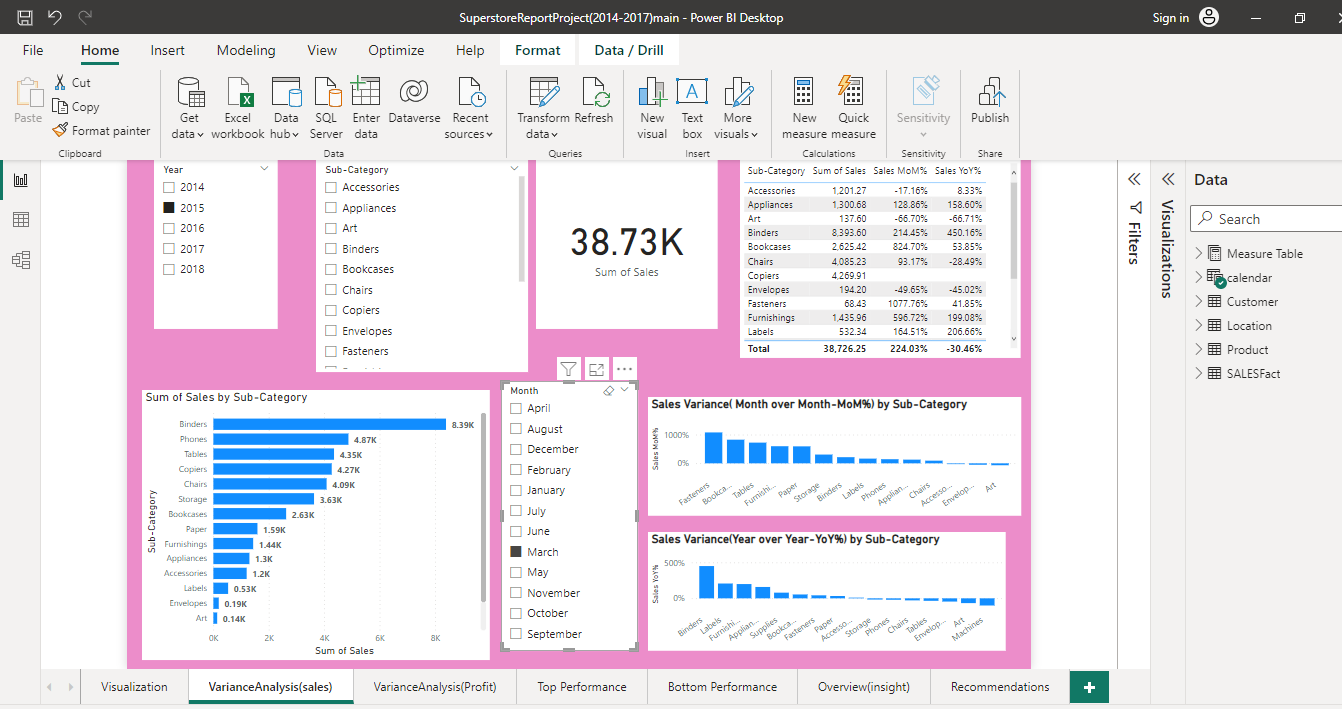 SuperstoreReportProject(2014-2017)main - Power BI Desktop
Sign in
File Home Insert Modeling View Optimize Help Format Data / Drill
Paste
Cut
Copy
Format painter
Clipboard
Get data
Excel workbook
Data hub
SQL Server
Enter data
Dataverse
Recent sources
Data
Transform data
Refresh
Queries
New visual
Text box
More visuals
Insert
New measure
Quick measure
Calculations
Sensitivity
Sensitivity
Publish
Share
Year
2014
2015
2016
2017
2018
Sub-Category
Accessories
Appliances
Art
Binders
Bookcases
Chairs
Copiers
Envelopes
Fasteners
38.73K
Sum of Sales
Sub-Category Sum of Sales Sales MoM% Sales YoY%
Accessories 1,201.27 -17.16% 8.33%
Appliances 1,300.68 128.86% 158.60%
Art 137.60 -66.70% -66.71%
Binders 8,393.60 214.45% 450.16%
Bookcases 2,625.42 824.70% 53.85%
Chairs 4,085.23 93.17% -28.49%
Copiers 4,269.91
Envelopes 194.20 -49.65% -45.02%
Fasteners 68.43 1077.76% 41.85%
Furnishings 1,435.96 596.72% 199.08%
Labels 532.34 164.51% 206.66%
Total 38,726.25 224.03% -30.46%
Sum of Sales by Sub-Category
Sub-Category
Binders 8.39K
Phones 4.87K
Tables 4.35K
Copiers 4.27K
Chairs 4.09K
Storage 3.63K
Bookcases 2.63K
Paper 1.59K
Furnishings 1.44K
Appliances 1.3K
Accessories 1.2K
Labels 0.53K
Envelopes 0.19K
Art 0.14K
0K 2K 4K 6K 8K
Sum of Sales
Month
April
August
December
February
January
July
June
March
May
November
October
September
Sales Variance( Month over Month-MoM%) by Sub-Category
Sales MoM%
1000%
0%
Fasteners Bookca... Tables Furnishi... Paper Storage Binders Labels Phones Applian... Chairs Accesso... Envelop... Art
Sales Variance(Year over Year-YoY%) by Sub-Category
Sales YoY%
500%
0%
Binders Labels Furnishi... Applian... Supplies Bookca... Fasteners Paper Accesso... Storage Phones Chairs Tables Envelop... Art Machines
Filters
Visualizations
Data
Search
Measure Table
calendar
Customer
Location
Product
SALESFact
Visualization VarianceAnalysis(sales) VarianceAnalysis(Profit) Top Performance Bottom Performance Overview(insight) Recommendations +